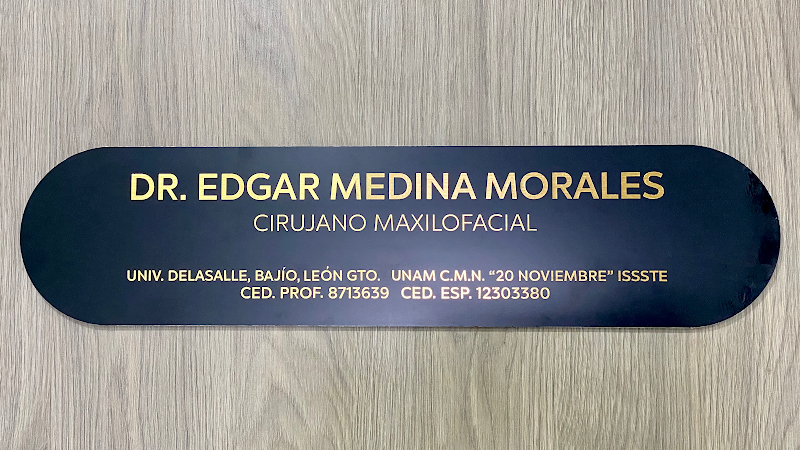 DR. EDGAR MEDINA MORALES
CIRUJANO MAXILOFACIAL
UNIV. DELASALLE, BAJÍO, LEÓN GTO. UNAM C.M.N. “20 NOVIEMBRE” ISSSTE
CED. PROF. 8713639 CED. ESP. 12303380